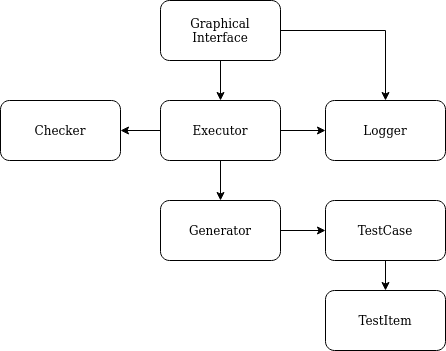 Graphical
Interface
Checker
Executor
Logger
Generator
TestCase
TestItem